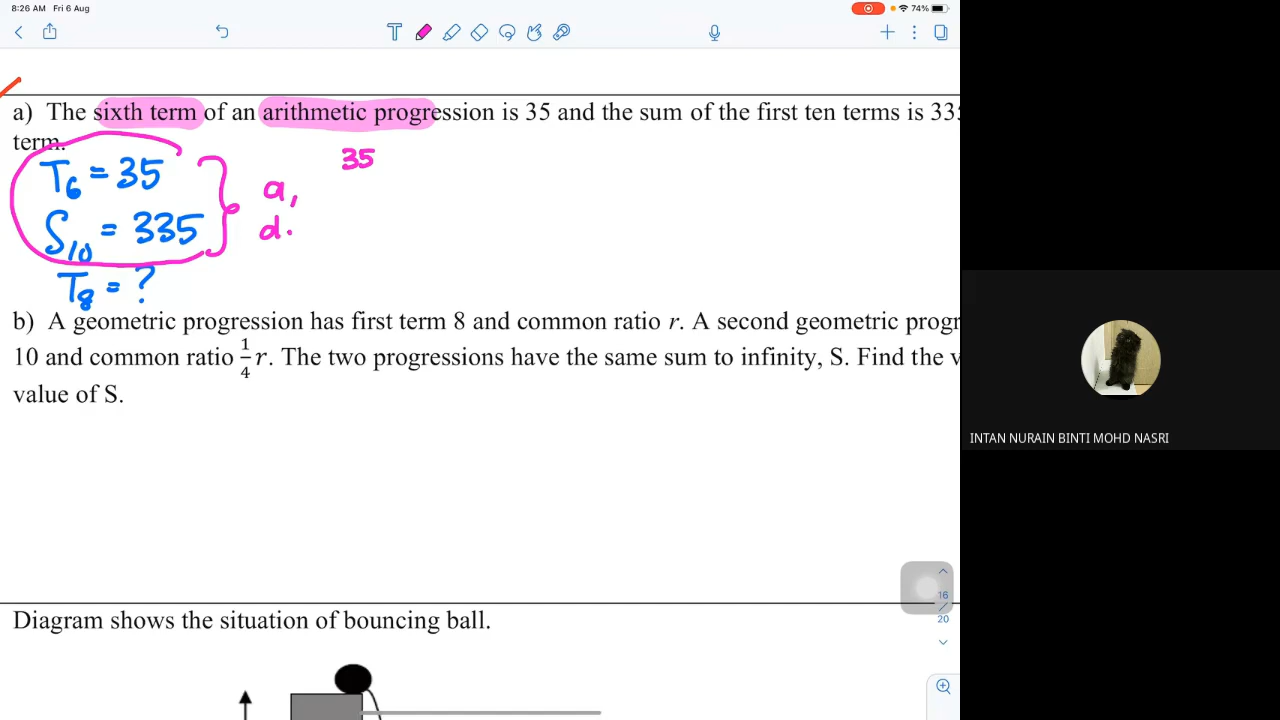 8:26 AM Fri 6 Aug
74%
a) The sixth term of an arithmetic progression is 35 and the sum of the first ten terms is 335
term.
35
T6 = 35
a,
S10 = 335
d.
T8 = ?
b) A geometric progression has first term 8 and common ratio r. A second geometric progr
10 and common ratio 1/4 r. The two progressions have the same sum to infinity, S. Find the v
value of S.
INTAN NURAIN BINTI MOHD NASRI
16
/
20
Diagram shows the situation of bouncing ball.